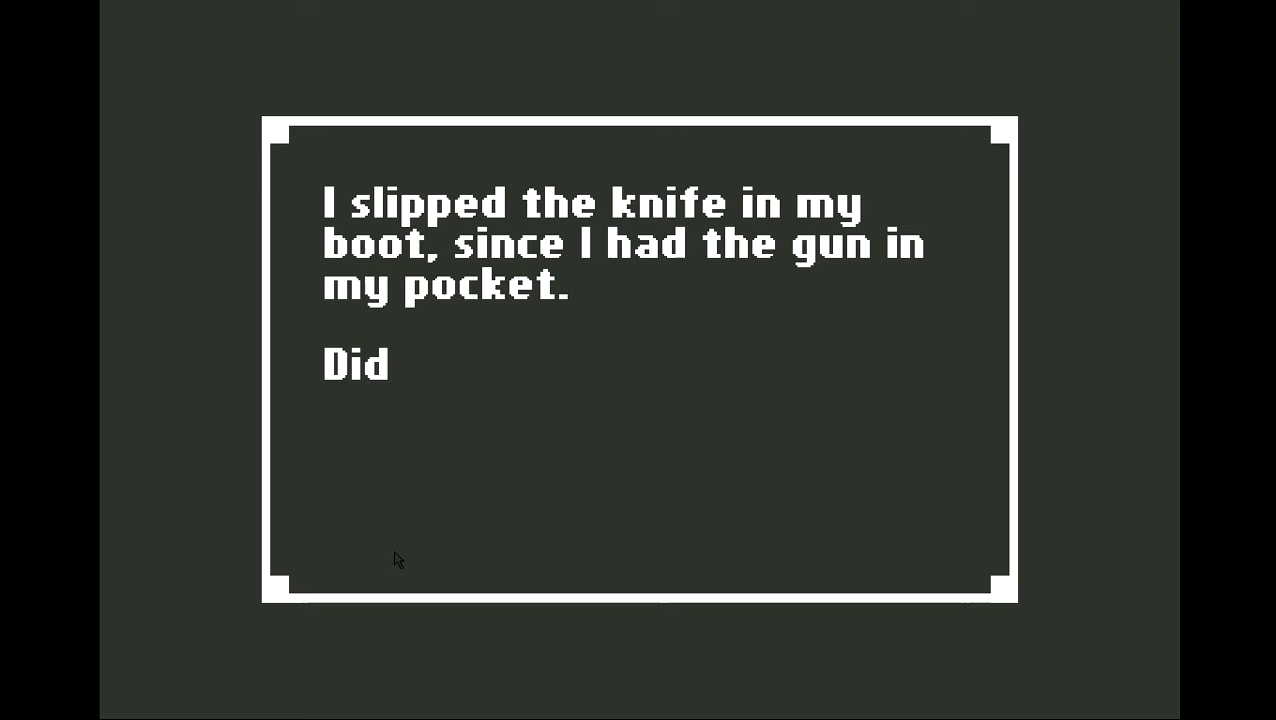 I slipped the knife in my
boot, since I had the gun in
my pocket.
Did